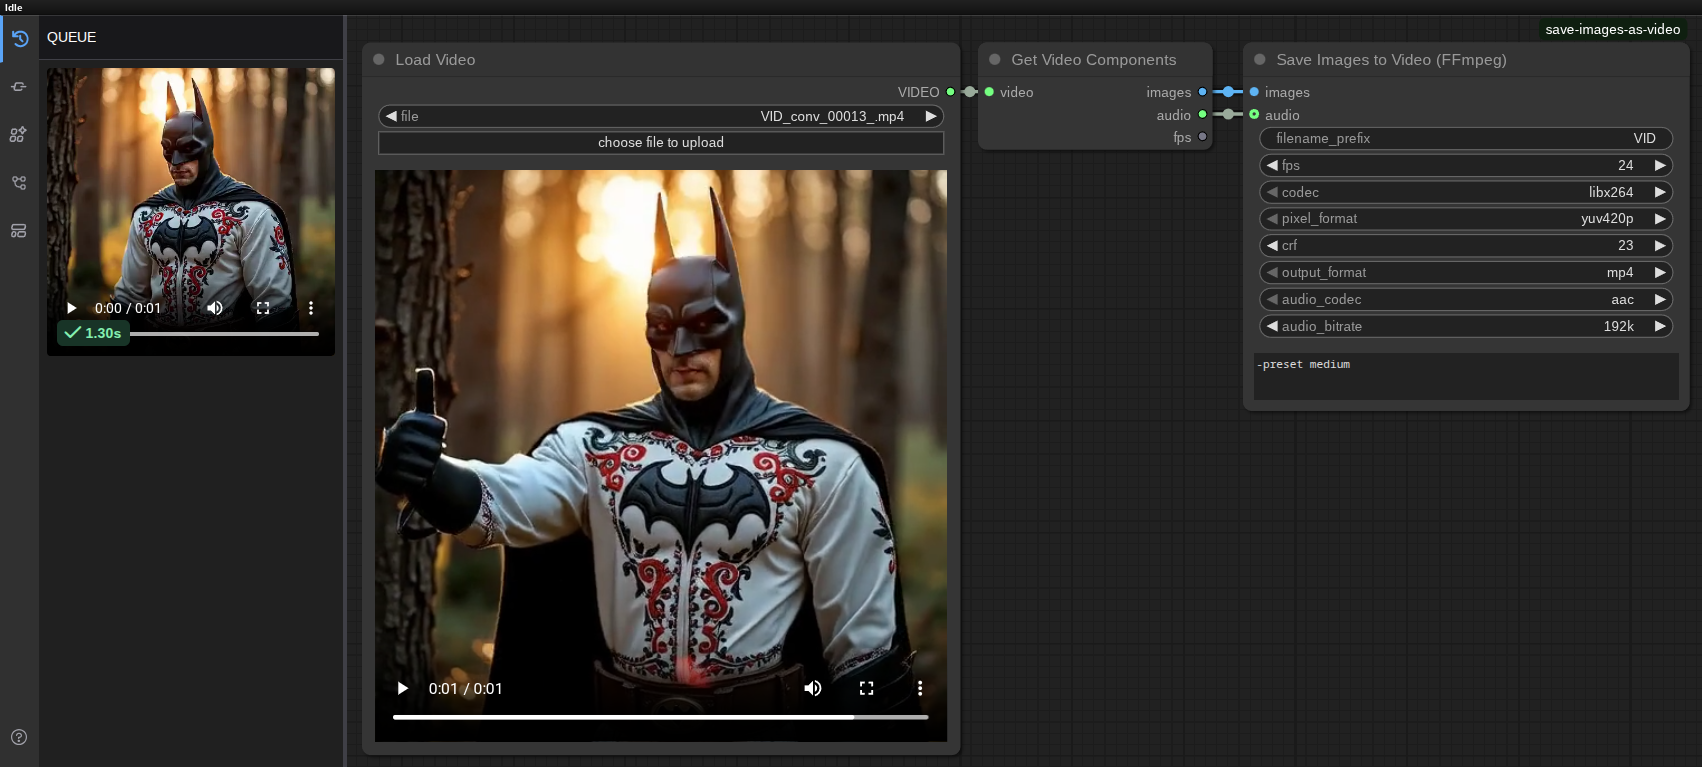 Idle
QUEUE
0:00 / 0:01
1.30s
Load Video
VIDEO
file VID_conv_00013_.mp4
choose file to upload
0:01 / 0:01
Get Video Components
video images
audio
fps
save-images-as-video
Save Images to Video (FFmpeg)
images
audio
filename_prefix VID
fps 24
codec libx264
pixel_format yuv420p
crf 23
output_format mp4
audio_codec aac
audio_bitrate 192k
-preset medium